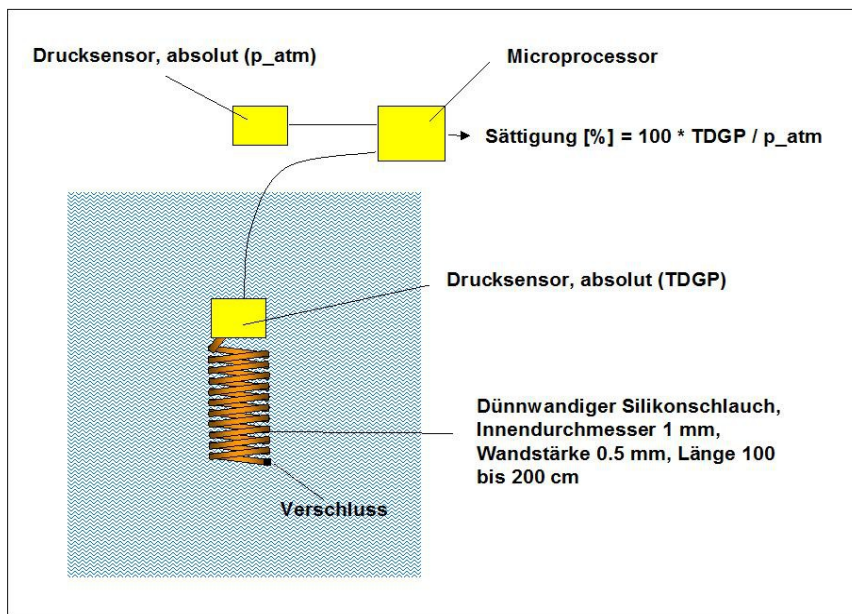 Drucksensor, absolut (p_atm)
Microprocessor
Sättigung [%] = 100 * TDGP / p_atm
Drucksensor, absolut (TDGP)
Dünnwandiger Silikonschlauch,
Innendurchmesser 1 mm,
Wandstärke 0.5 mm, Länge 100
bis 200 cm
Verschluss